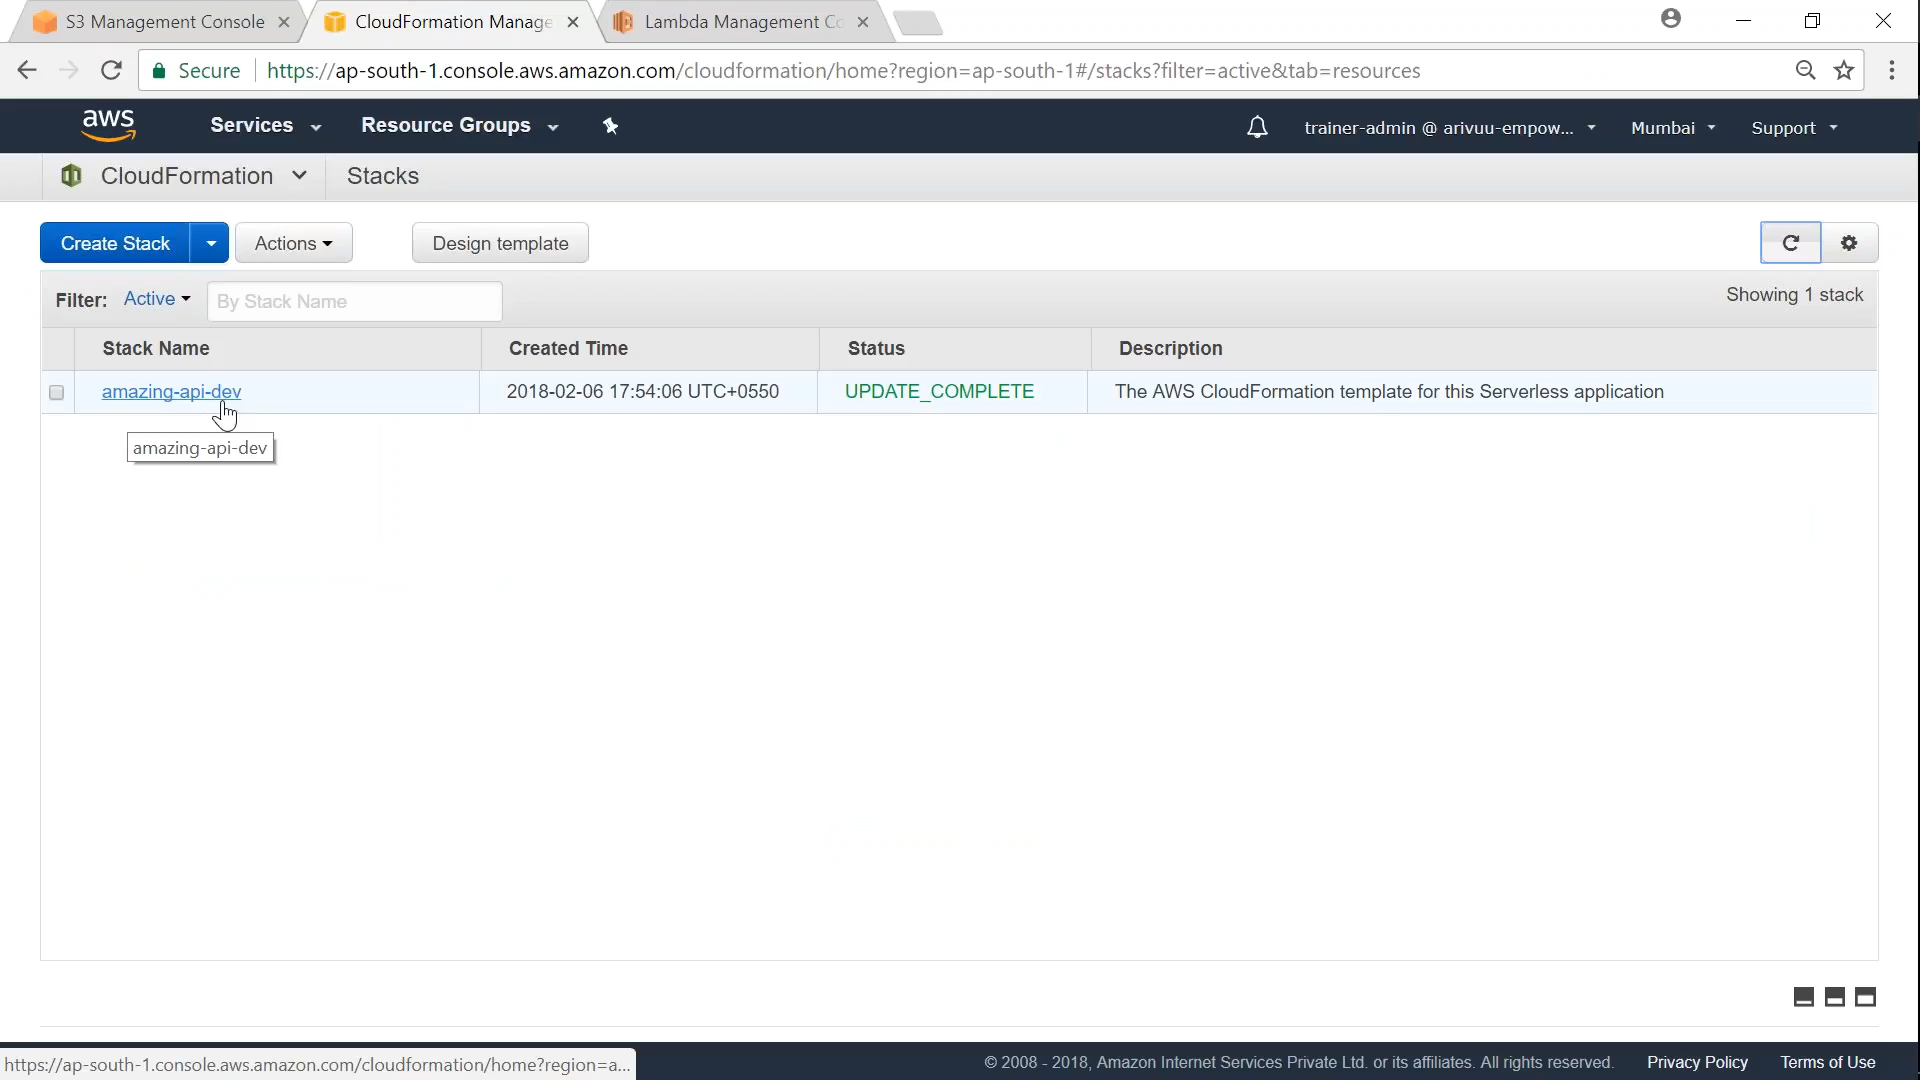 S3 Management Console
CloudFormation Manage
Lambda Management Co
Secure https://ap-south-1.console.aws.amazon.com/cloudformation/home?region=ap-south-1#/stacks?filter=active&tab=resources
aws Services Resource Groups trainer-admin @ arivuu-empow... Mumbai Support
CloudFormation Stacks
Create Stack Actions Design template
Filter: Active By Stack Name Showing 1 stack
Stack Name Created Time Status Description
amazing-api-dev 2018-02-06 17:54:06 UTC+0550 UPDATE_COMPLETE The AWS CloudFormation template for this Serverless application
amazing-api-dev
https://ap-south-1.console.aws.amazon.com/cloudformation/home?region=a...
© 2008 - 2018, Amazon Internet Services Private Ltd. or its affiliates. All rights reserved. Privacy Policy Terms of Use